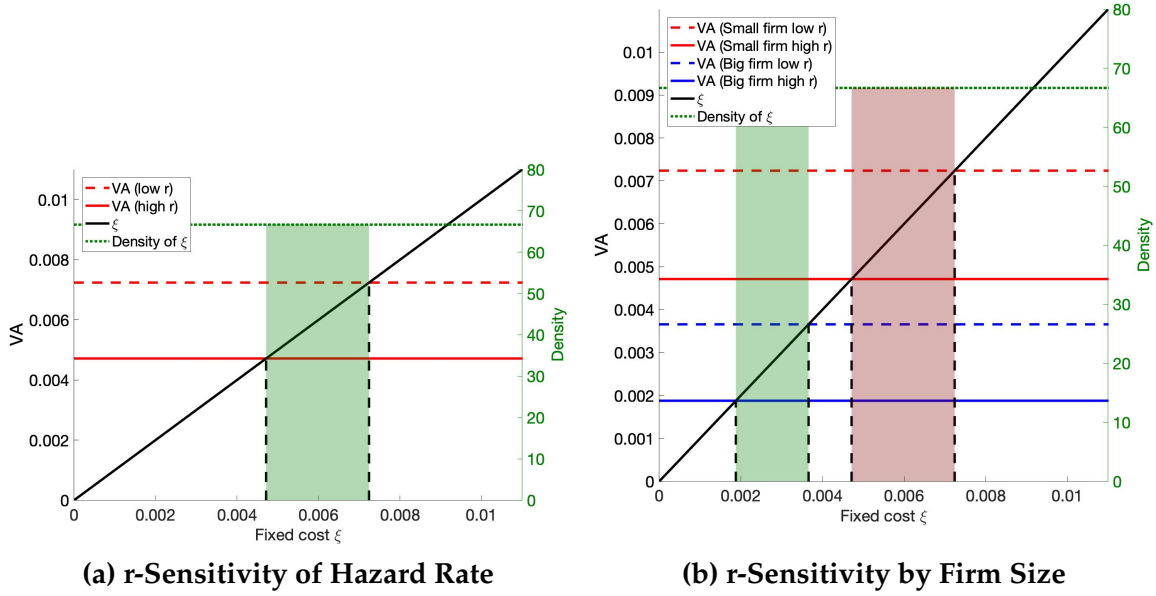 VA (low r)
VA (high r)
ξ
Density of ξ
0.01
0.008
0.006
0.004
0.002
0
VA
0
0.002
0.004
0.006
0.008
0.01
Fixed cost ξ
80
70
60
50
40
30
20
10
0
Density
(a) r-Sensitivity of Hazard Rate
VA (Small firm low r)
VA (Small firm high r)
VA (Big firm low r)
VA (Big firm high r)
ξ
Density of ξ
0.01
0.009
0.008
0.007
0.006
0.005
0.004
0.003
0.002
0.001
0
VA
0
0.002
0.004
0.006
0.008
0.01
Fixed cost ξ
80
70
60
50
40
30
20
10
0
Density
(b) r-Sensitivity by Firm Size